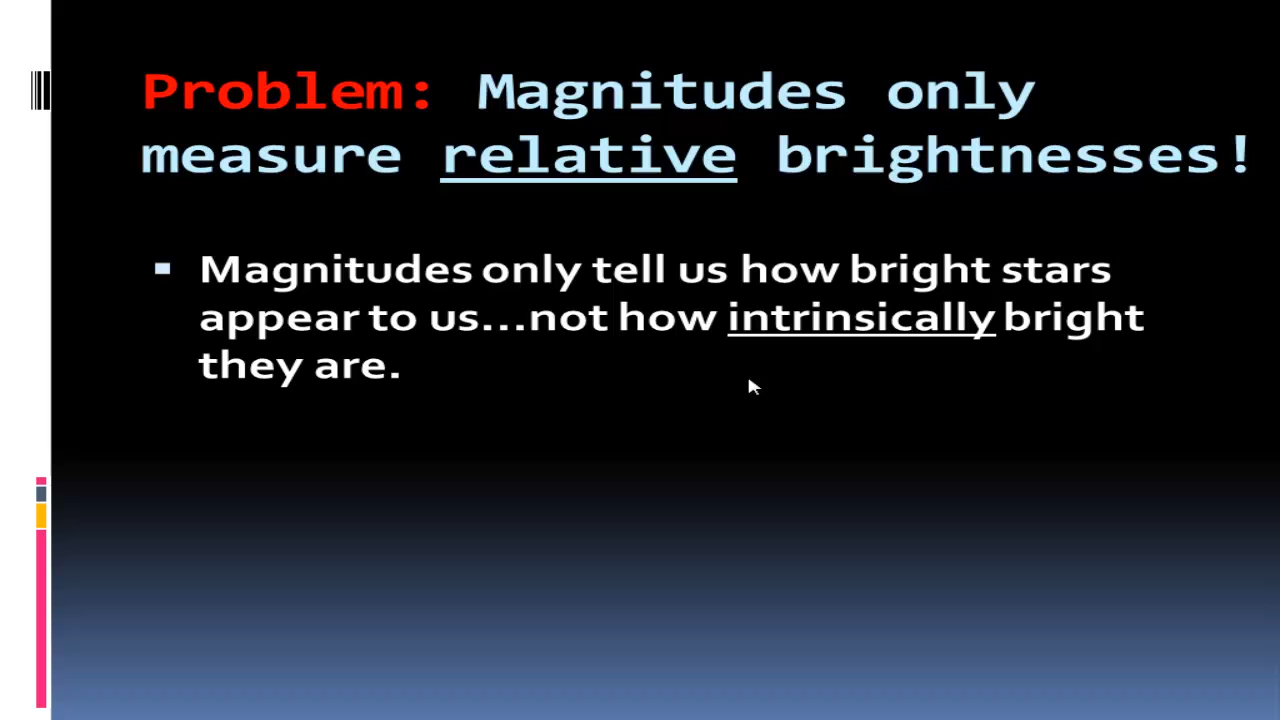 Problem: Magnitudes only
measure relative brightnesses!
Magnitudes only tell us how bright stars
appear to us...not how intrinsically bright
they are.